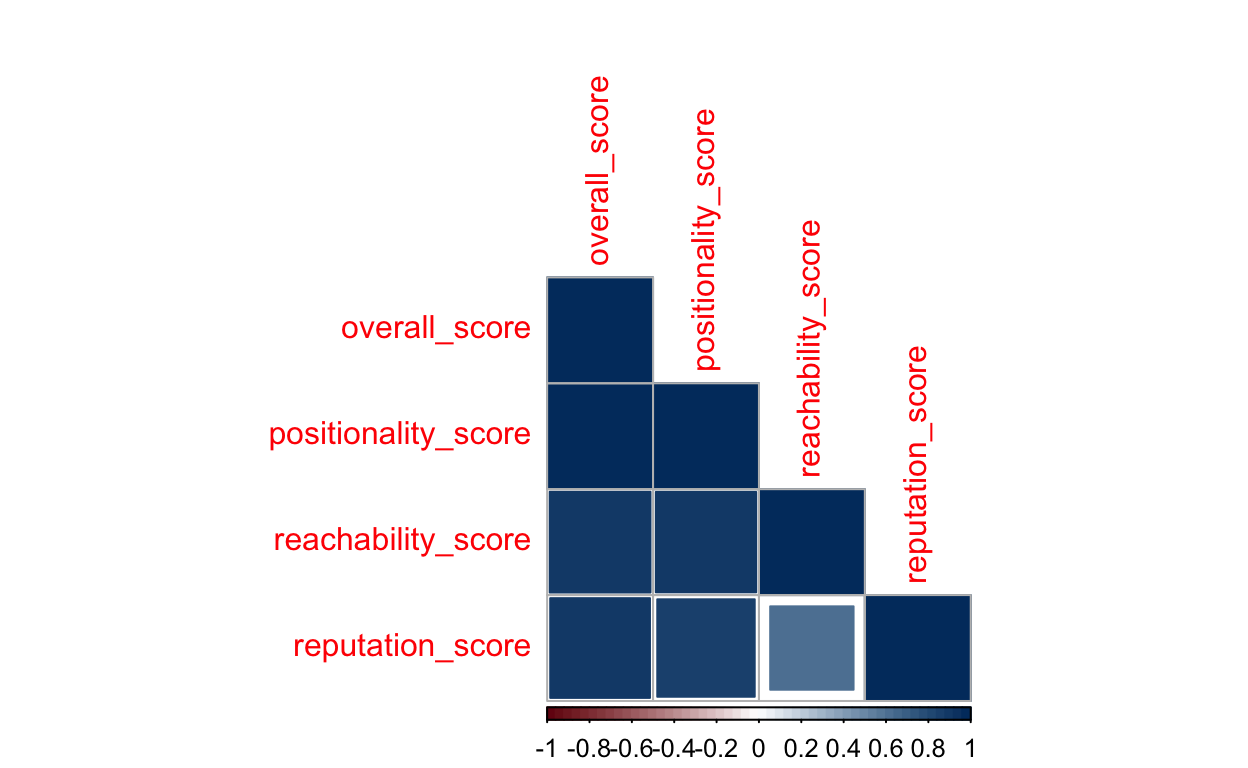 overall_score
positionality_score
reachability_score
reputation_score
overall_score
positionality_score
reachability_score
reputation_score
-1 -0.8 -0.6 -0.4 -0.2 0 0.2 0.4 0.6 0.8 1